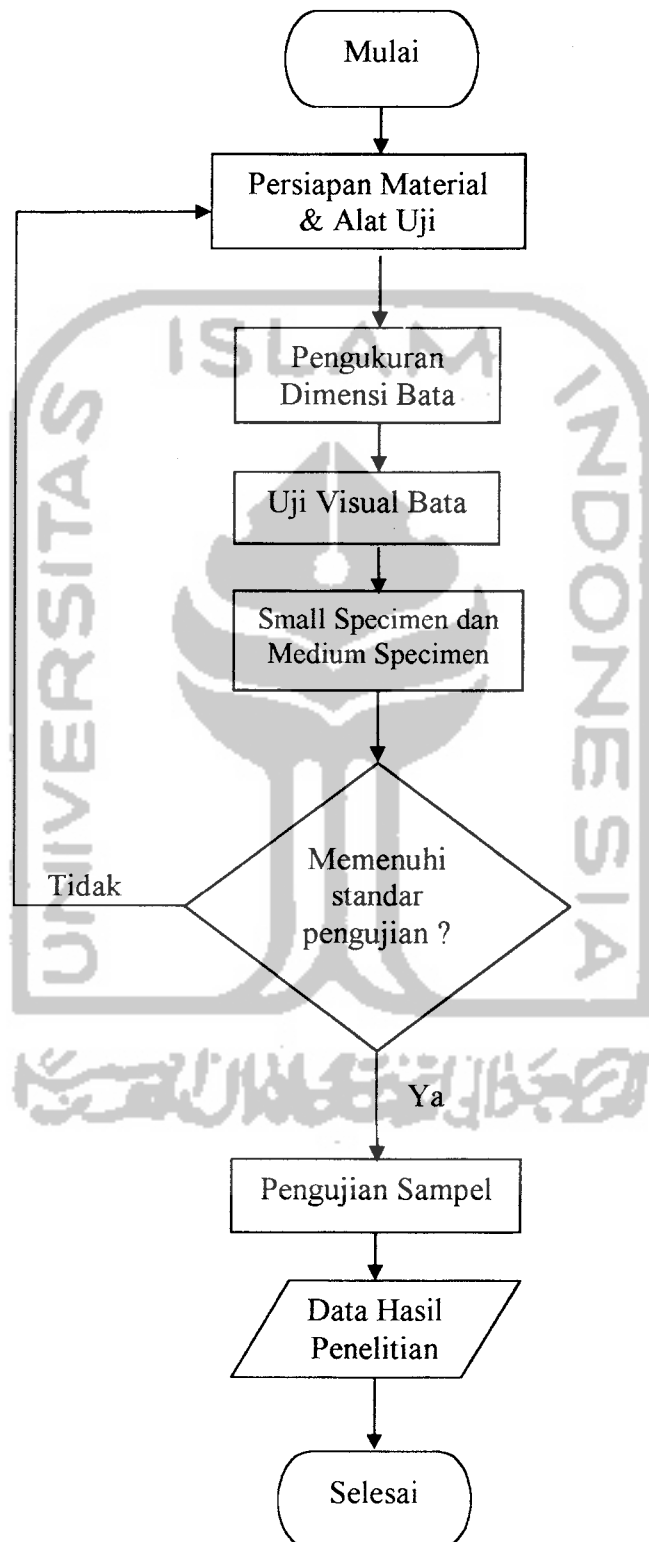 Mulai
Persiapan Material
& Alat Uji
ISLAM
UNIVERSITAS
INDONESIA
Pengukuran
Dimensi Bata
Uji Visual Bata
Small Specimen dan
Medium Specimen
Memenuhi
standar
pengujian ?
Tidak
Ya
Pengujian Sampel
Data Hasil
Penelitian
Selesai